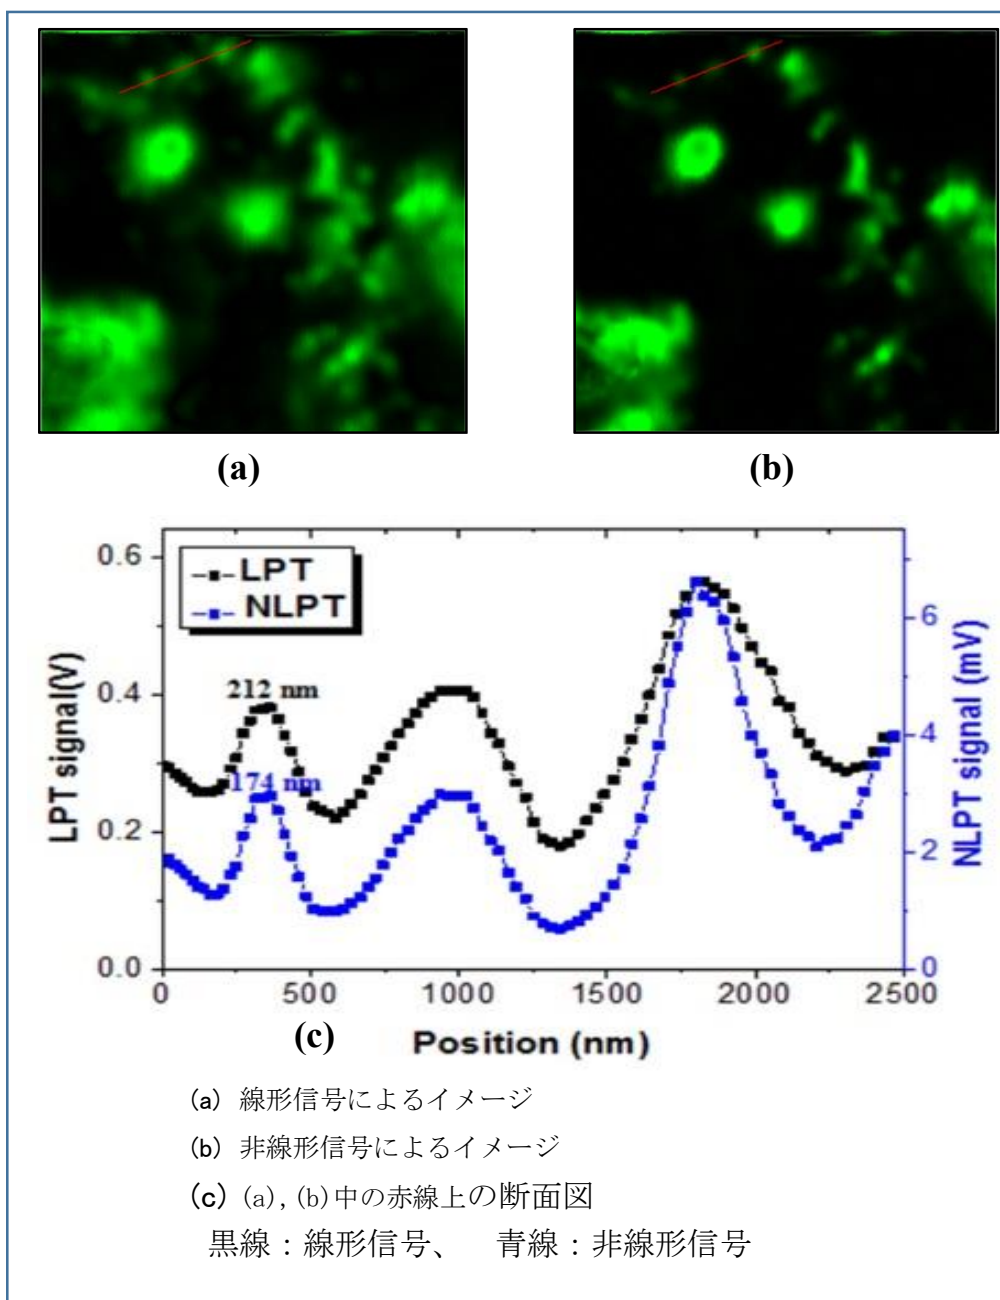 (a)
(b)
LPT
NLPT
212 nm
174 nm
LPT signal(V)
0.6
0.4
0.2
0.0
NLPT signal (mV)
6
4
2
0
0 500 1000 1500 2000 2500
(c)
Position (nm)
(a) 線形信号によるイメージ
(b) 非線形信号によるイメージ
(c) (a),(b)中の赤線上の断面図
黒線：線形信号、 青線：非線形信号